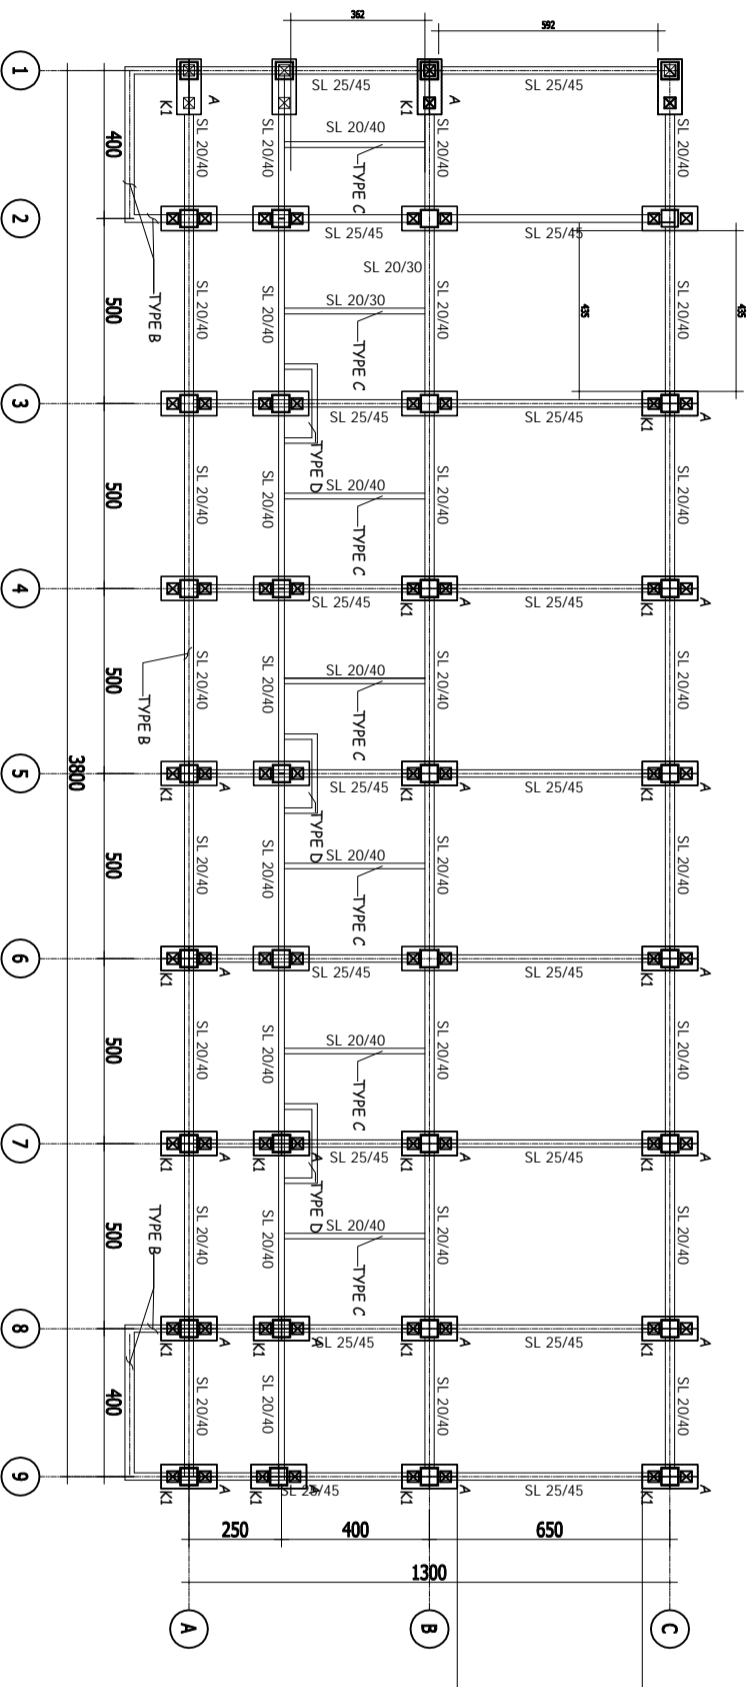 362
592
1
SL 25/45
SL 25/45
A
K1
A
K1
400
SL 20/40
SL 20/40
SL 20/40
SL 20/40
SL 20/40
TYPE C
2
SL 25/45
SL 25/45
TYPE B
SL 20/30
435
435
500
SL 20/40
SL 20/40
SL 20/30
SL 20/40
SL 20/40
TYPE C
3
SL 25/45
SL 25/45
A
K1
TYPE D
500
SL 20/40
SL 20/40
SL 20/40
SL 20/40
SL 20/40
TYPE C
4
SL 25/45
SL 25/45
A
K1
A
K1
500
SL 20/40
SL 20/40
SL 20/40
SL 20/40
SL 20/40
TYPE C
TYPE B
3800
5
SL 25/45
SL 25/45
A
K1
A
K1
A
K1
TYPE D
500
SL 20/40
SL 20/40
SL 20/40
SL 20/40
SL 20/40
TYPE C
6
SL 25/45
SL 25/45
A
K1
A
K1
500
SL 20/40
SL 20/40
SL 20/40
SL 20/40
SL 20/40
TYPE C
7
SL 25/45
SL 25/45
A
K1
A
K1
A
K1
A
K1
TYPE D
500
SL 20/40
SL 20/40
SL 20/40
SL 20/40
SL 20/40
TYPE C
TYPE B
8
SL 25/45
SL 25/45
A
K1
A
K1
A
K1
A
K1
400
SL 20/40
SL 20/40
SL 20/40
SL 20/40
9
SL 25/45
SL 25/45
A
K1
A
K1
A
K1
A
K1
250
400
650
1300
A
B
C